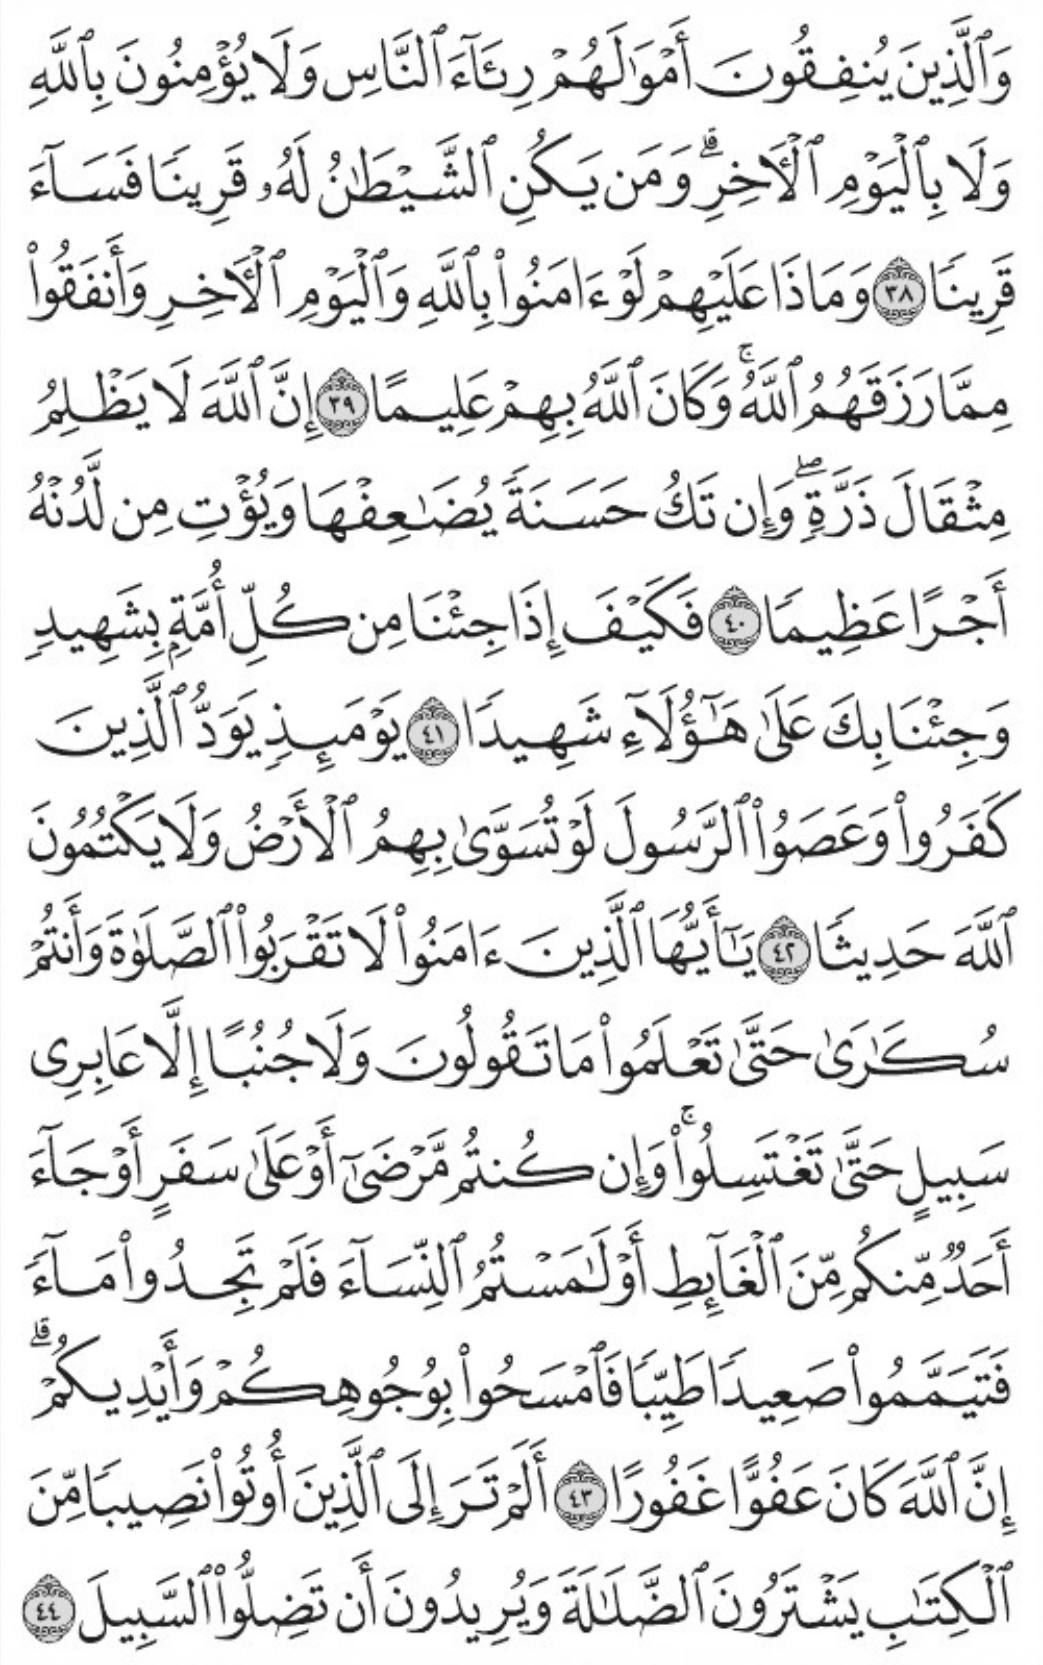 وَٱلَّذِينَ يُنفِقُونَ أَمْوَٰلَهُمْ رِئَآءَ ٱلنَّاسِ وَلَا يُؤْمِنُونَ بِٱللَّهِ
وَلَا بِٱلْيَوْمِ ٱلْأَخِرِ ۗ وَمَن يَكُنِ ٱلشَّيْطَٰنُ لَهُۥ قَرِينًا فَسَآءَ
قَرِينًا ٣٨ وَمَاذَا عَلَيْهِمْ لَوْ ءَامَنُوا۟ بِٱللَّهِ وَٱلْيَوْمِ ٱلْأَخِرِ وَأَنفَقُوا۟
مِمَّا رَزَقَهُمُ ٱللَّهُ ۚ وَكَانَ ٱللَّهُ بِهِمْ عَلِيمًا ٣٩ إِنَّ ٱللَّهَ لَا يَظْلِمُ
مِثْقَالَ ذَرَّةٍ ۖ وَإِن تَكُ حَسَنَةً يُضَٰعِفْهَا وَيُؤْتِ مِن لَّدُنْهُ
أَجْرًا عَظِيمًا ٤٠ فَكَيْفَ إِذَا جِئْنَا مِن كُلِّ أُمَّةٍۭ بِشَهِيدٍ
وَجِئْنَا بِكَ عَلَىٰ هَٰٓؤُلَآءِ شَهِيدًا ٤١ يَوْمَئِذٍ يَوَدُّ ٱلَّذِينَ
كَفَرُوا۟ وَعَصَوُا۟ ٱلرَّسُولَ لَوْ تُسَوَّىٰ بِهِمُ ٱلْأَرْضُ وَلَا يَكْتُمُونَ
ٱللَّهَ حَدِيثًا ٤٢ يَٰٓأَيُّهَا ٱلَّذِينَ ءَامَنُوا۟ لَا تَقْرَبُوا۟ ٱلصَّلَوٰةَ وَأَنتُمْ
سُكَٰرَىٰ حَتَّىٰ تَعْلَمُوا۟ مَا تَقُولُونَ وَلَا جُنُبًا إِلَّا عَابِرِى
سَبِيلٍ حَتَّىٰ تَغْتَسِلُوا۟ ۚ وَإِن كُنتُم مَّرْضَىٰٓ أَوْ عَلَىٰ سَفَرٍ أَوْ جَآءَ
أَحَدٌ مِّنكُم مِّنَ ٱلْغَآئِطِ أَوْ لَٰمَسْتُمُ ٱلنِّسَآءَ فَلَمْ تَجِدُوا۟ مَآءً
فَتَيَمَّمُوا۟ صَعِيدًا طَيِّبًا فَٱمْسَحُوا۟ بِوُجُوهِكُمْ وَأَيْدِيكُمْ ۗ
إِنَّ ٱللَّهَ كَانَ عَفُوًّا غَفُورًا ٤٣ أَلَمْ تَرَ إِلَى ٱلَّذِينَ أُوتُوا۟ نَصِيبًا مِّنَ
ٱلْكِتَٰبِ يَشْتَرُونَ ٱلضَّلَٰلَةَ وَيُرِيدُونَ أَن تَضِلُّوا۟ ٱلسَّبِيلَ ٤٤